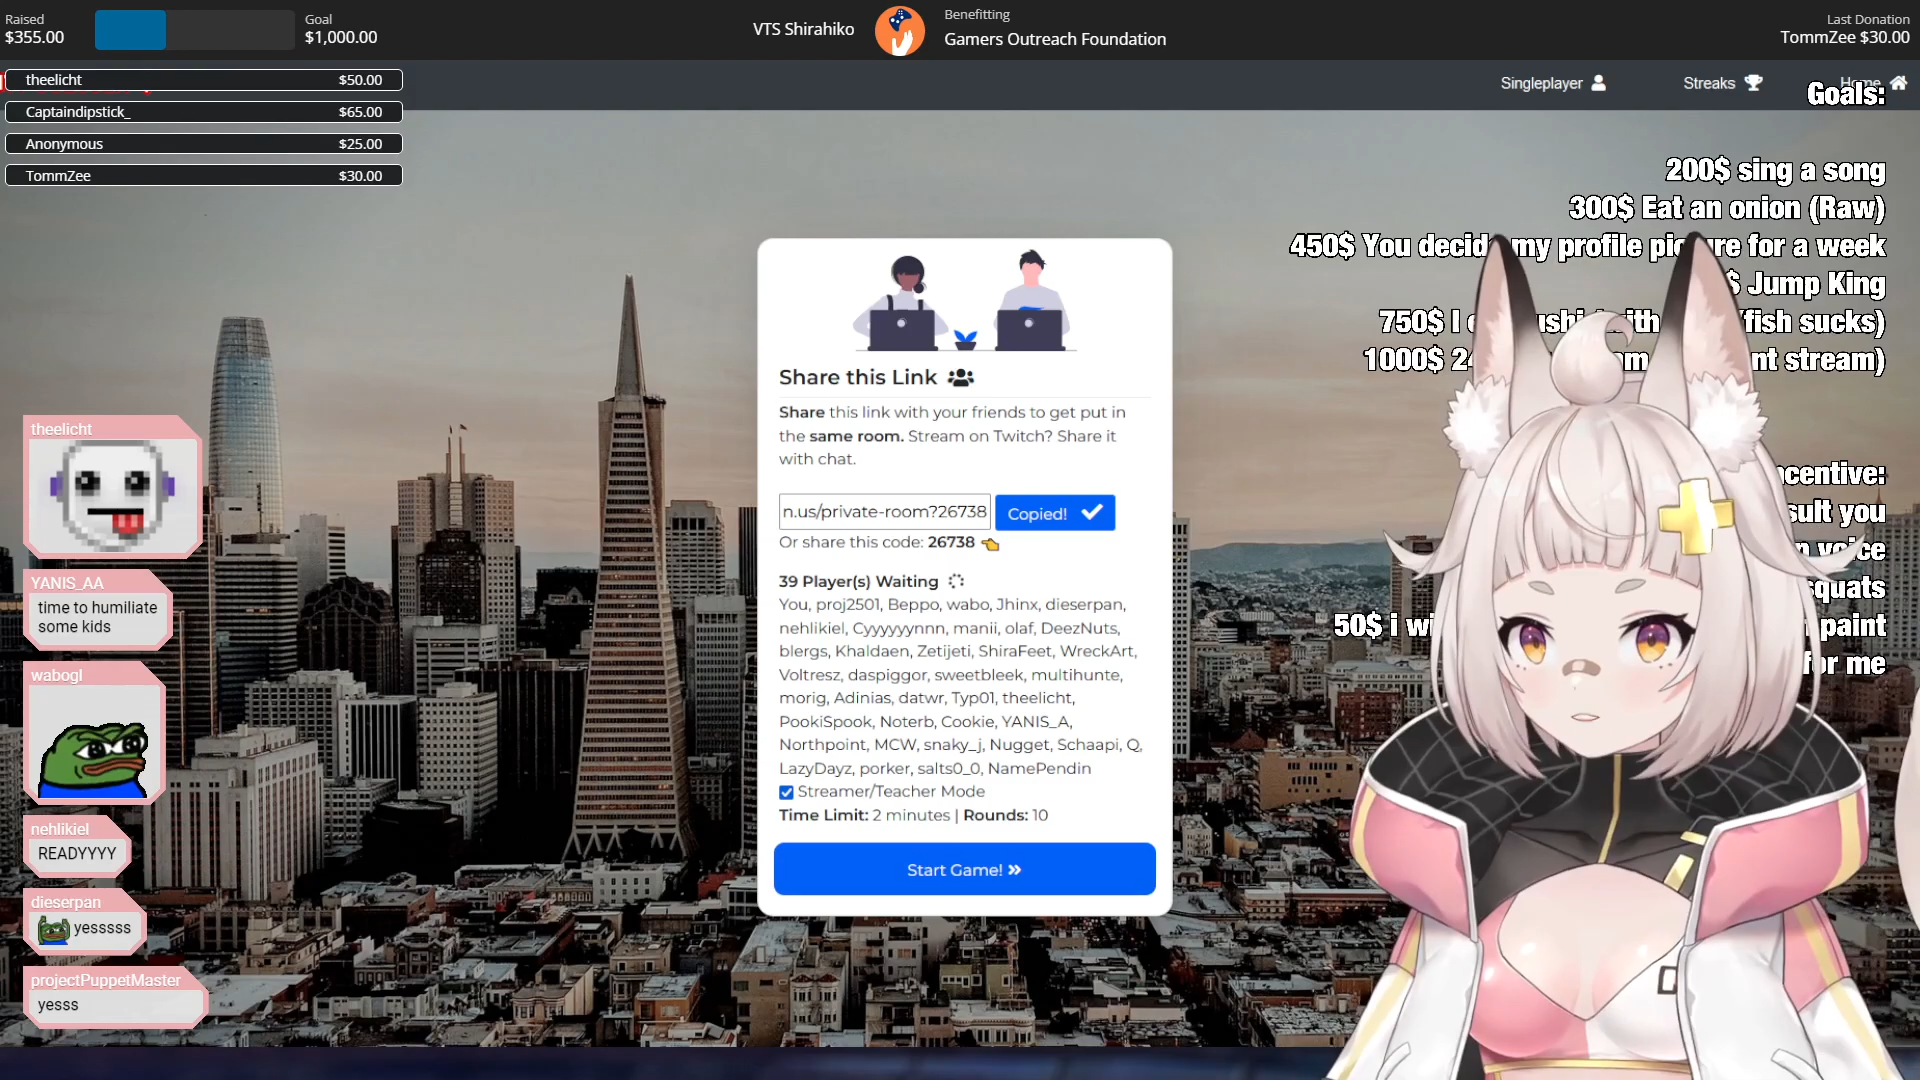 Raised
$355.00
Goal
$1,000.00
VTS Shirahiko
Benefitting
Gamers Outreach Foundation
Last Donation
TommZee $30.00
theelicht $50.00
Captaindipstick_ $65.00
Anonymous $25.00
TommZee $30.00
Singleplayer
Streaks
Home
Goals:
200$ sing a song
300$ Eat an onion (Raw)
450$ You decide my profile picture for a week
$ Jump King
750$ I with (fish sucks)
1000$ nt stream)
ncentive:
sult you
voice
squats
50$ i wi paint
for me
Share this Link
Share this link with your friends to get put in
the same room. Stream on Twitch? Share it
with chat.
n.us/private-room?26738
Copied!
Or share this code: 26738
39 Player(s) Waiting
You, proj2501, Beppo, wabo, Jhinx, dieserpan,
nehlikiel, Cyyyyyynnn, manii, olaf, DeezNuts,
blergs, Khaldaen, Zetijeti, ShiraFeet, WreckArt,
Voltresz, daspiggor, sweetbleek, multihunte,
morig, Adinias, datwr, Typ01, theelicht,
PookiSpook, Noterb, Cookie, YANIS_A,
Northpoint, MCW, snaky_j, Nugget, Schaapi, Q,
LazyDayz, porker, salts0_0, NamePendin
Streamer/Teacher Mode
Time Limit: 2 minutes | Rounds: 10
Start Game!
theelicht
YANIS_AA
time to humiliate
some kids
wabogl
nehlikiel
READYYYY
dieserpan
yesssss
projectPuppetMaster
yesss